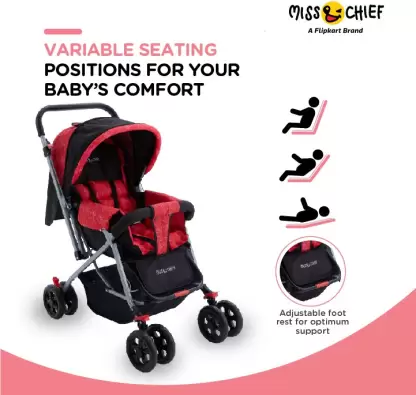 MISS CHIEF
A Flipkart Brand
VARIABLE SEATING
POSITIONS FOR YOUR
BABY'S COMFORT
Adjustable foot
rest for optimum
support